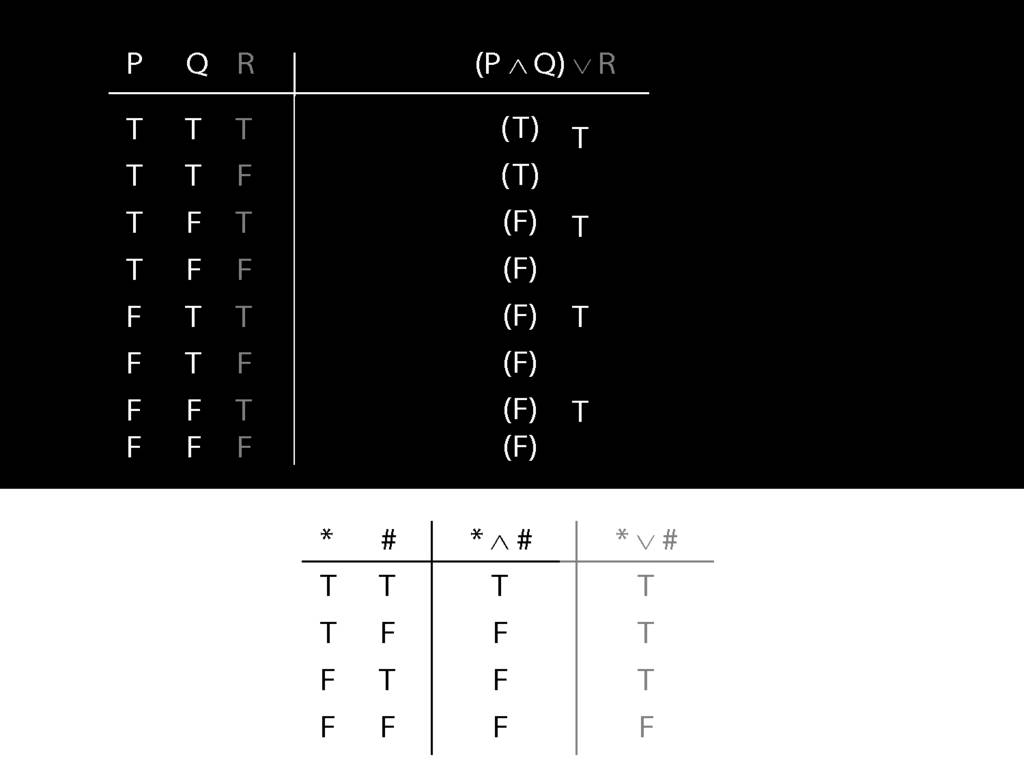 P Q R (P ∧ Q) ∨ R
T T T (T) T
T T F (T)
T F T (F) T
T F F (F)
F T T (F) T
F T F (F)
F F T (F) T
F F F (F)
* # * ∧ # * ∨ #
T T T T
T F F T
F T F T
F F F F